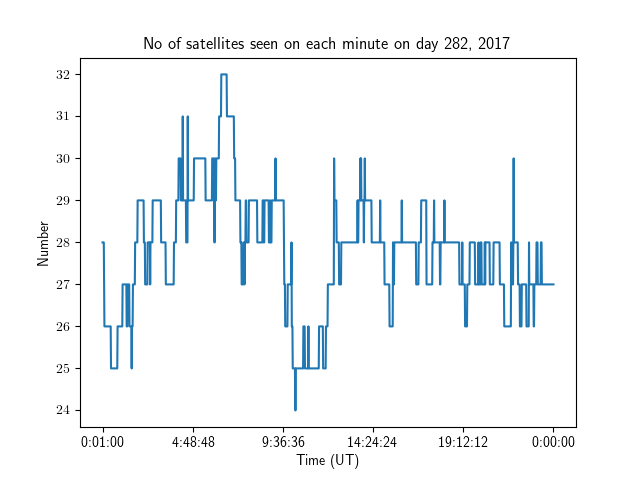 No of satellites seen on each minute on day 282, 2017
32
31
30
29
28
27
26
25
24
Number
0:01:00 4:48:48 9:36:36 14:24:24 19:12:12 0:00:00
Time (UT)